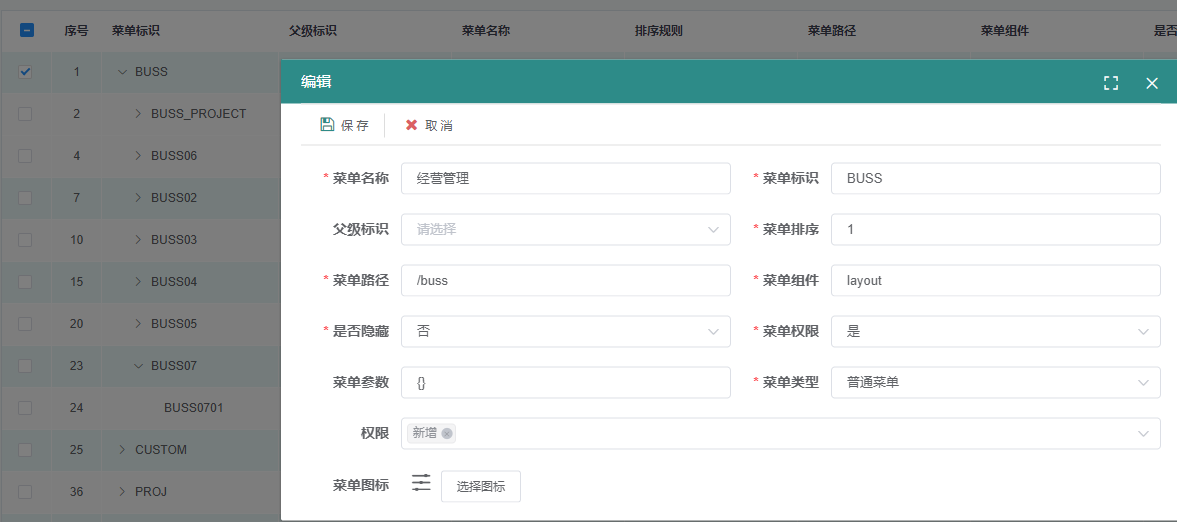 序号 菜单标识 父级标识 菜单名称 排序规则 菜单路径 菜单组件 是否
1 BUSS
编辑
2 BUSS_PROJECT
保存 取消
4 BUSS06
* 菜单名称 经营管理 * 菜单标识 BUSS
7 BUSS02
父级标识 请选择 * 菜单排序 1
10 BUSS03
* 菜单路径 /buss * 菜单组件 layout
15 BUSS04
20 BUSS05
* 是否隐藏 否 * 菜单权限 是
23 BUSS07
菜单参数 {} * 菜单类型 普通菜单
24 BUSS0701
权限 新增
25 CUSTOM
菜单图标 选择图标
36 PROJ